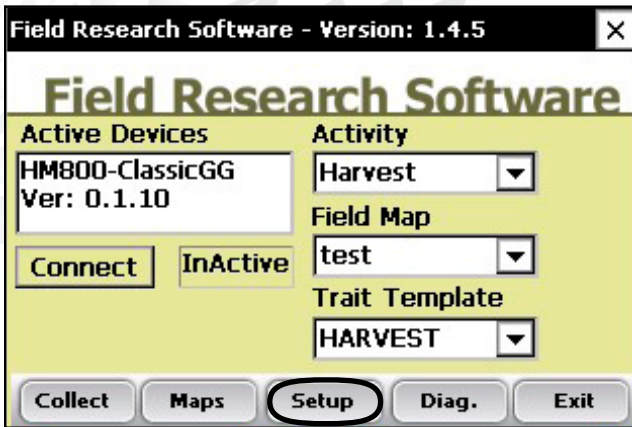 Field Research Software - Version: 1.4.5
Field Research Software
Active Devices
HM800-ClassicGG
Ver: 0.1.10
Connect
InActive
Activity
Harvest
Field Map
test
Trait Template
HARVEST
Collect
Maps
Setup
Diag.
Exit